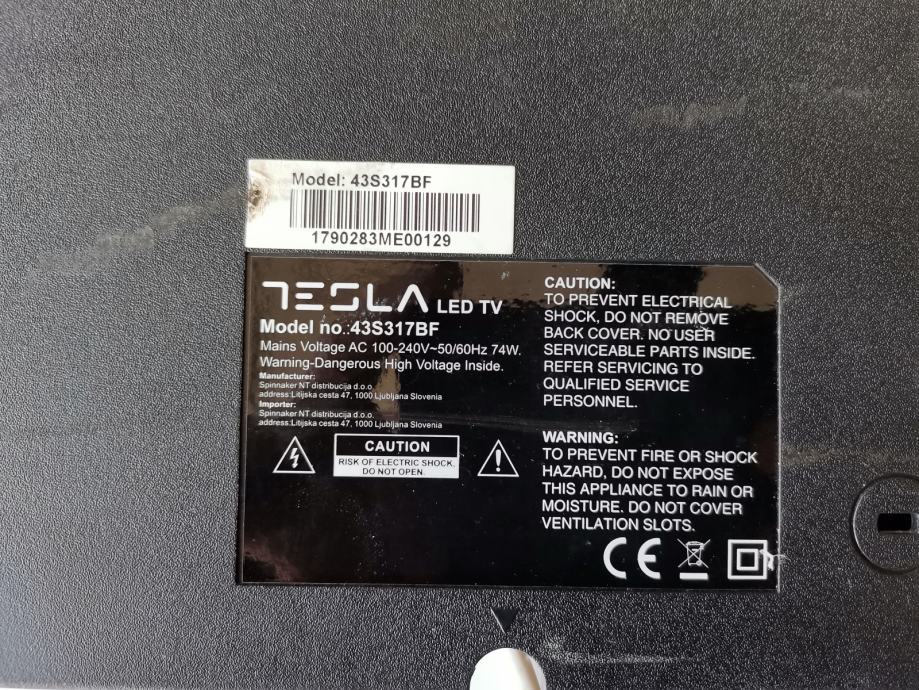 Model: 43S317BF
1790283ME00129
TESLA LED TV
Model no.:43S317BF
Mains Voltage AC 100-240V~50/60Hz 74W.
Warning-Dangerous High Voltage Inside.
Manufacturer:
Spinnaker NT distribucija d.o.o.
address:Litijska cesta 47, 1000 Ljubljana Slovenia
Importer:
Spinnaker NT distribucija d.o.o.
address:Litijska cesta 47, 1000 Ljubljana Slovenia
CAUTION
RISK OF ELECTRIC SHOCK.
DO NOT OPEN.
CAUTION:
TO PREVENT ELECTRICAL
SHOCK, DO NOT REMOVE
BACK COVER. NO USER
SERVICEABLE PARTS INSIDE.
REFER SERVICING TO
QUALIFIED SERVICE
PERSONNEL.
WARNING:
TO PREVENT FIRE OR SHOCK
HAZARD, DO NOT EXPOSE
THIS APPLIANCE TO RAIN OR
MOISTURE. DO NOT COVER
VENTILATION SLOTS.
CE